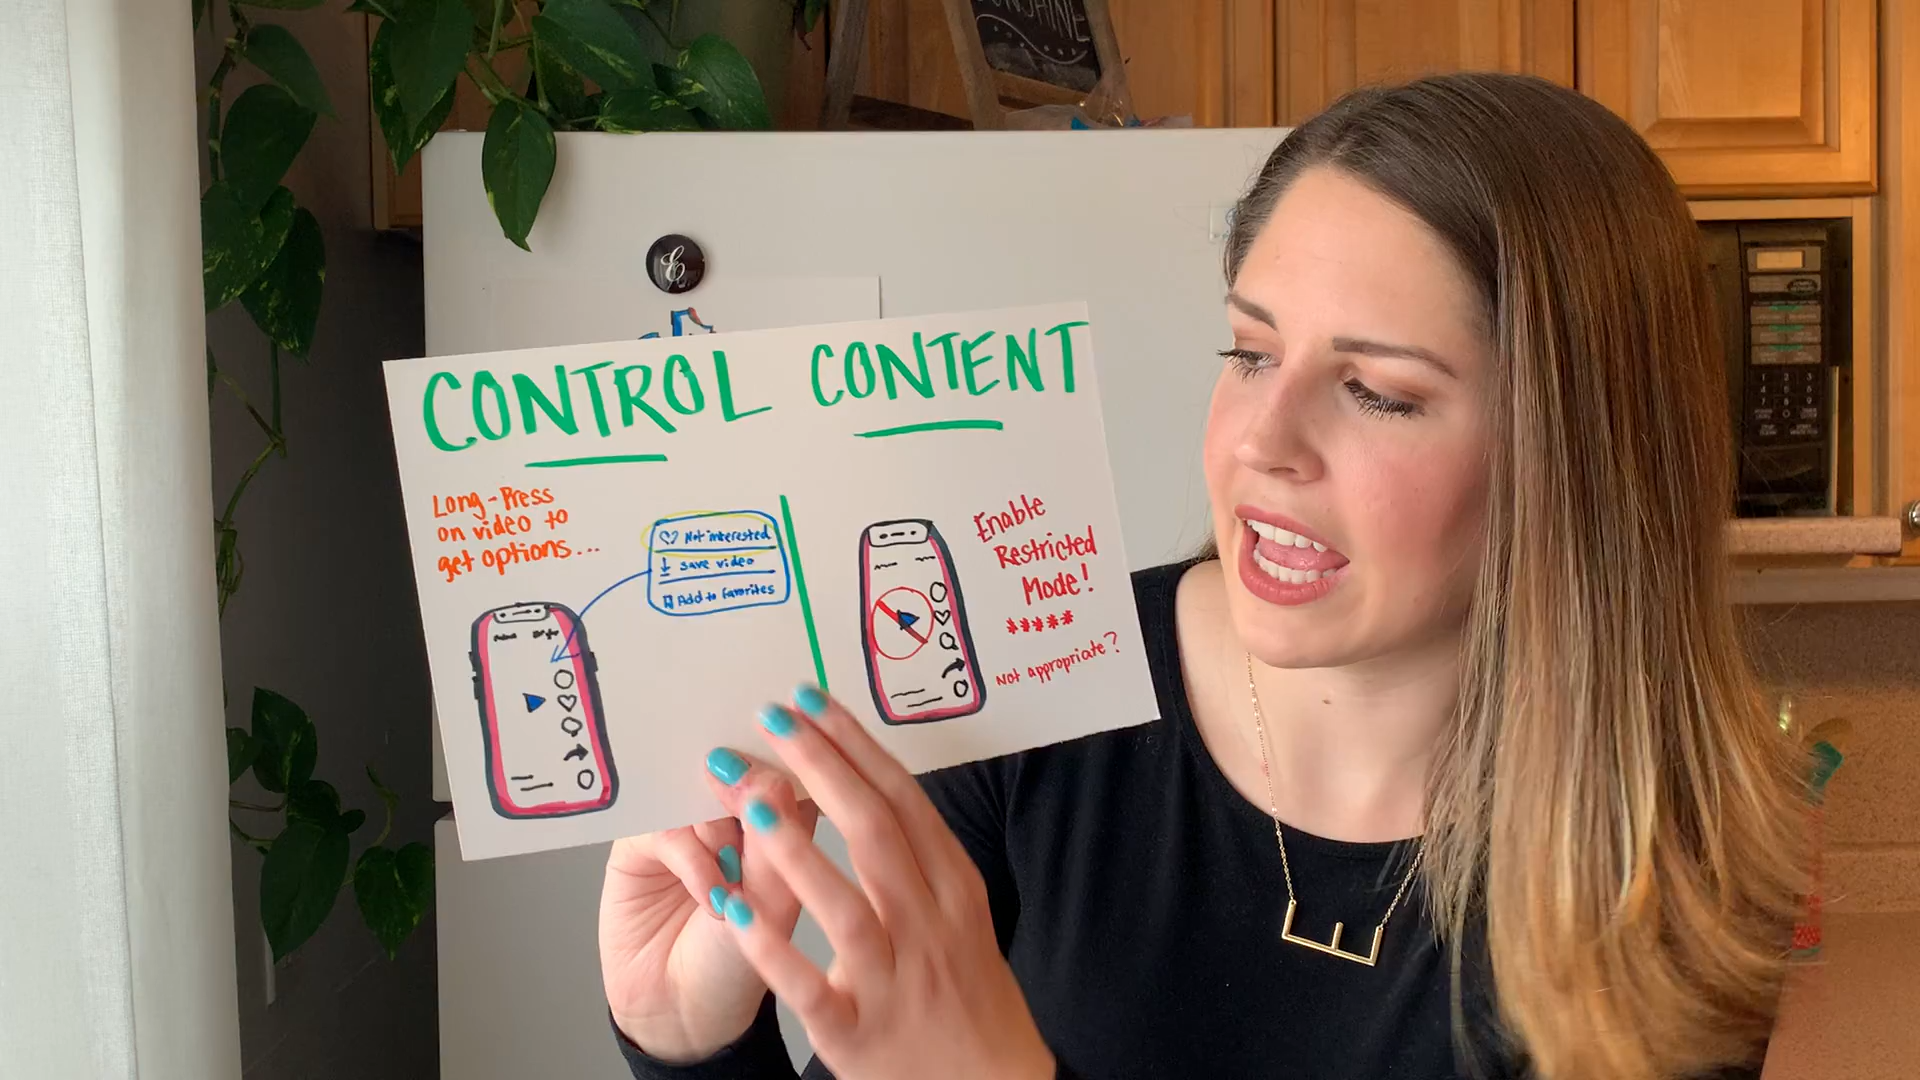 SUNSHINE
E
CONTROL CONTENT
Long-Press
on video to
get options...
Not interested
save video
Add to favorites
Enable
Restricted
Mode!
*****
Not appropriate?
E